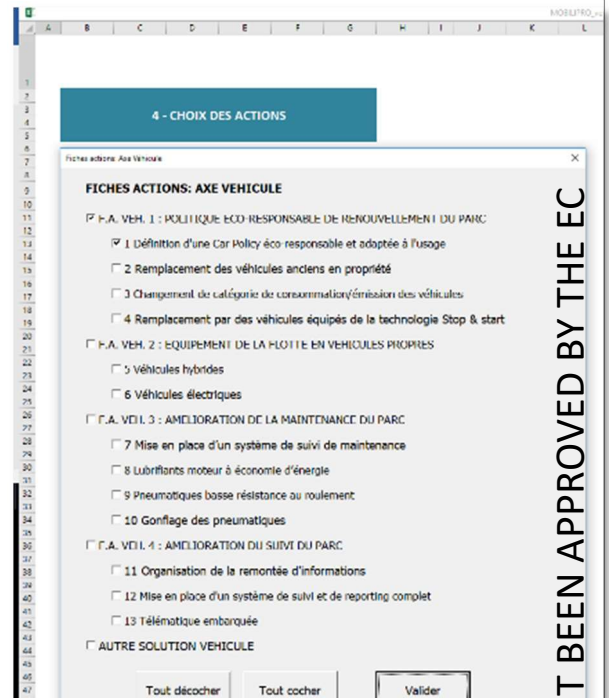 MOBILIPRO
A B C D E F G H I J K L
4 - CHOIX DES ACTIONS
Fiches actions: Axe Véhicule
FICHES ACTIONS: AXE VEHICULE
F.A. VEH. 1 : POLITIQUE ECO-RESPONSABLE DE RENOUVELLEMENT DU PARC
1 Définition d'une Car Policy éco-responsable et adaptée à l'usage
2 Remplacement des véhicules anciens en propriété
3 Changement de catégorie de consommation/émission des véhicules
4 Remplacement par des véhicules équipés de la technologie Stop & start
F.A. VEH. 2 : EQUIPEMENT DE LA FLOTTE EN VEHICULES PROPRES
5 Véhicules hybrides
6 Véhicules électriques
F.A. VEH. 3 : AMELIORATION DE LA MAINTENANCE DU PARC
7 Mise en place d'un système de suivi de maintenance
8 Lubrifiants moteur à économie d'énergie
9 Pneumatiques basse résistance au roulement
10 Gonflage des pneumatiques
F.A. VEH. 4 : AMELIORATION DU SUIVI DU PARC
11 Organisation de la remontée d'informations
12 Mise en place d'un système de suivi et de reporting complet
13 Télématique embarquée
AUTRE SOLUTION VEHICULE
Tout décocher Tout cocher Valider
T BEEN APPROVED BY THE EC